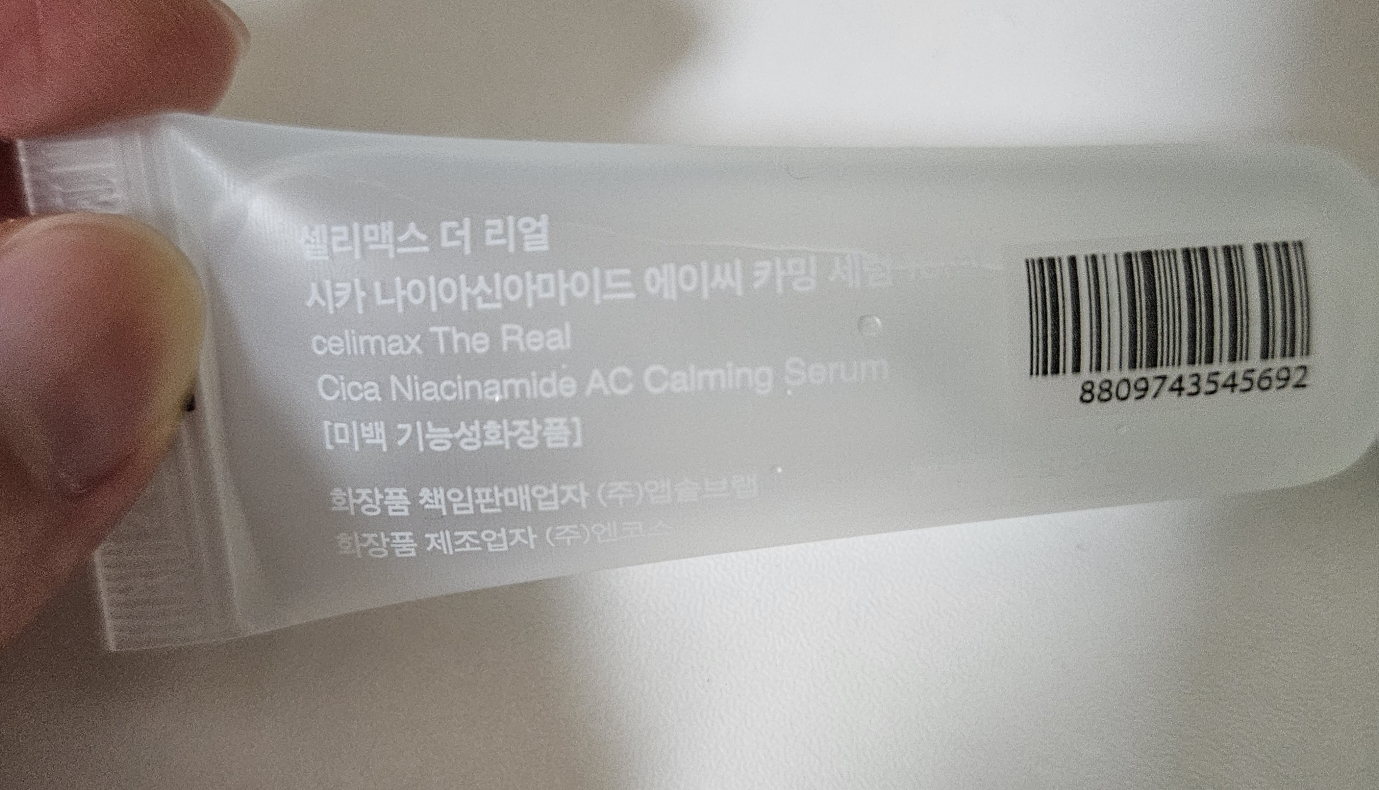 셀리맥스 더 리얼
시카 나이아신아마이드 에이씨 카밍 세럼
celimax The Real
Cica Niacinamide AC Calming Serum
[미백 기능성화장품]
화장품 책임판매업자 (주)앱솔브랩
화장품 제조업자 (주)엔코스
8809743545692